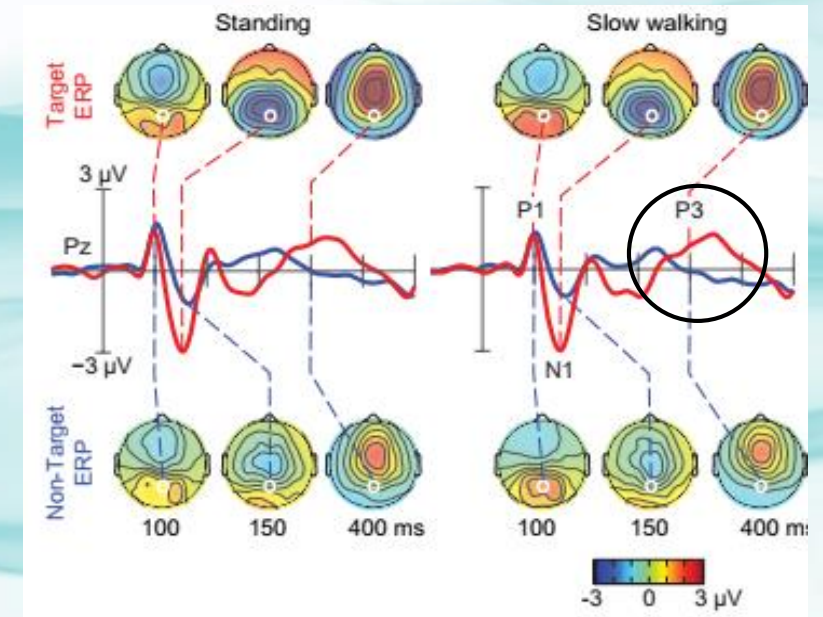 Standing
Slow walking
Target
ERP
3 µV
Pz
−3 µV
P1
P3
N1
Non-Target
ERP
100
150
400 ms
100
150
400 m
-3
0
3 µV